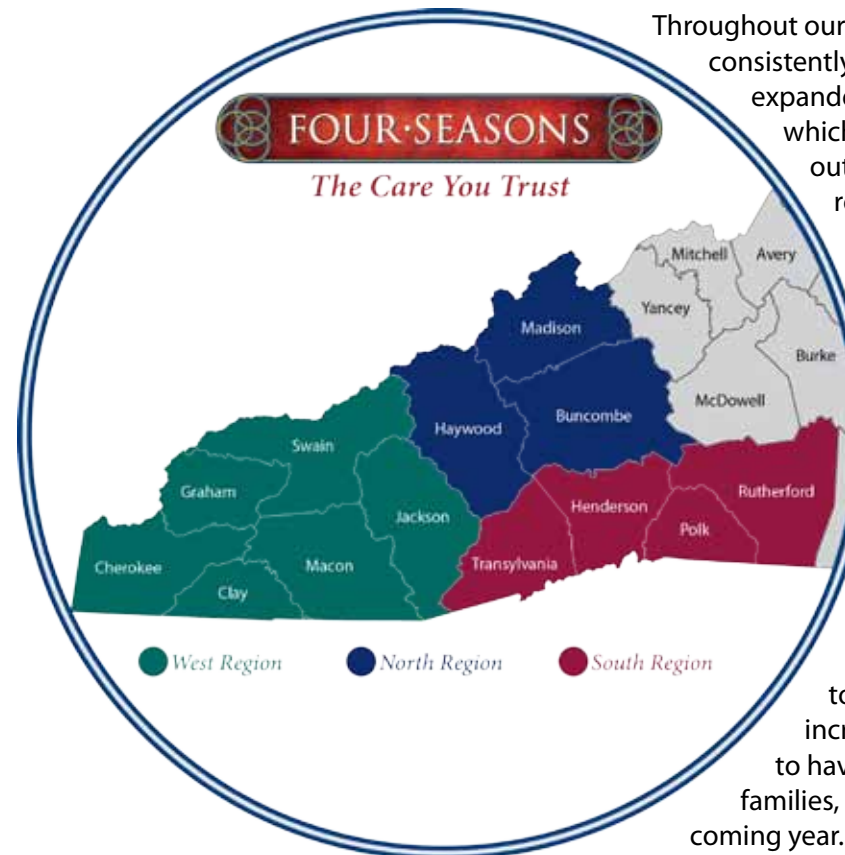 Throughout our
consistently
expande
which
out
re
FOUR·SEASONS
The Care You Trust
Mitchell
Avery
Yancey
Madison
Burke
McDowell
Buncombe
Haywood
Swain
Rutherford
Graham
Henderson
Jackson
Polk
Transylvania
Macon
Cherokee
Clay
West Region
North Region
South Region
to
incr
to hav
families,
coming year.